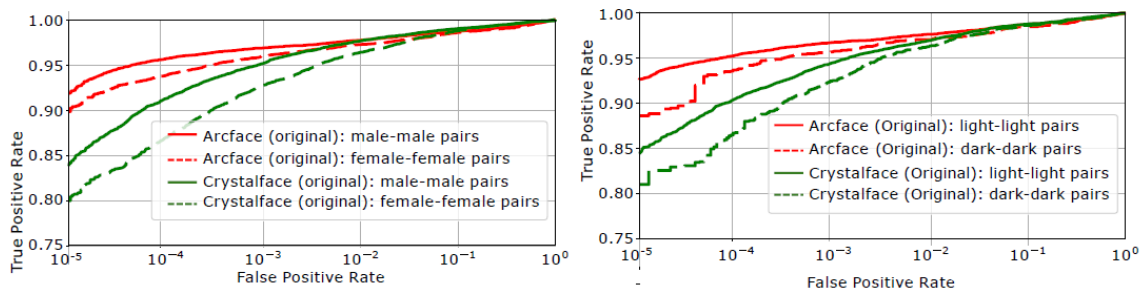 1.00
0.95
0.90
0.85
0.80
0.75
True Positive Rate
10⁻⁵
10⁻⁴
10⁻³
10⁻²
10⁻¹
10⁰
False Positive Rate
Arcface (original): male-male pairs
Arcface (original): female-female pairs
Crystalface (original): male-male pairs
Crystalface (original): female-female pairs
1.00
0.95
0.90
0.85
0.80
0.75
True Positive Rate
10⁻⁵
10⁻⁴
10⁻³
10⁻²
10⁻¹
10⁰
False Positive Rate
Arcface (Original): light-light pairs
Arcface (Original): dark-dark pairs
Crystalface (Original): light-light pairs
Crystalface (Original): dark-dark pairs